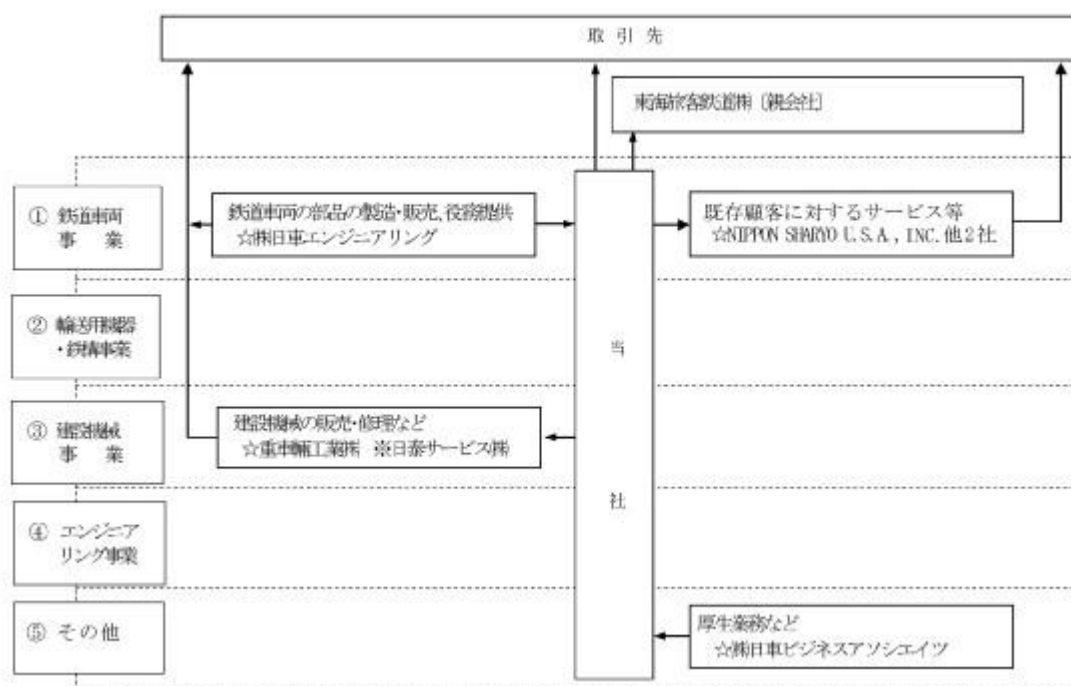 取引先
東海旅客鉄道㈱〔親会社〕
① 鉄道車両
事業
鉄道車両の部品の製造・販売、役務提供
☆㈱日車エンジニアリング
既存顧客に対するサービス等
☆NIPPON SHARYO U.S.A., INC.他2社
② 輸送用機器
・鉄構事業
当社
③ 建設機械
事業
建設機械の販売・修理など
☆重車輛工業㈱ ※日泰サービス㈱
④ エンジニア
リング事業
⑤ その他
厚生業務など
☆㈱日車ビジネスアソシエイツ